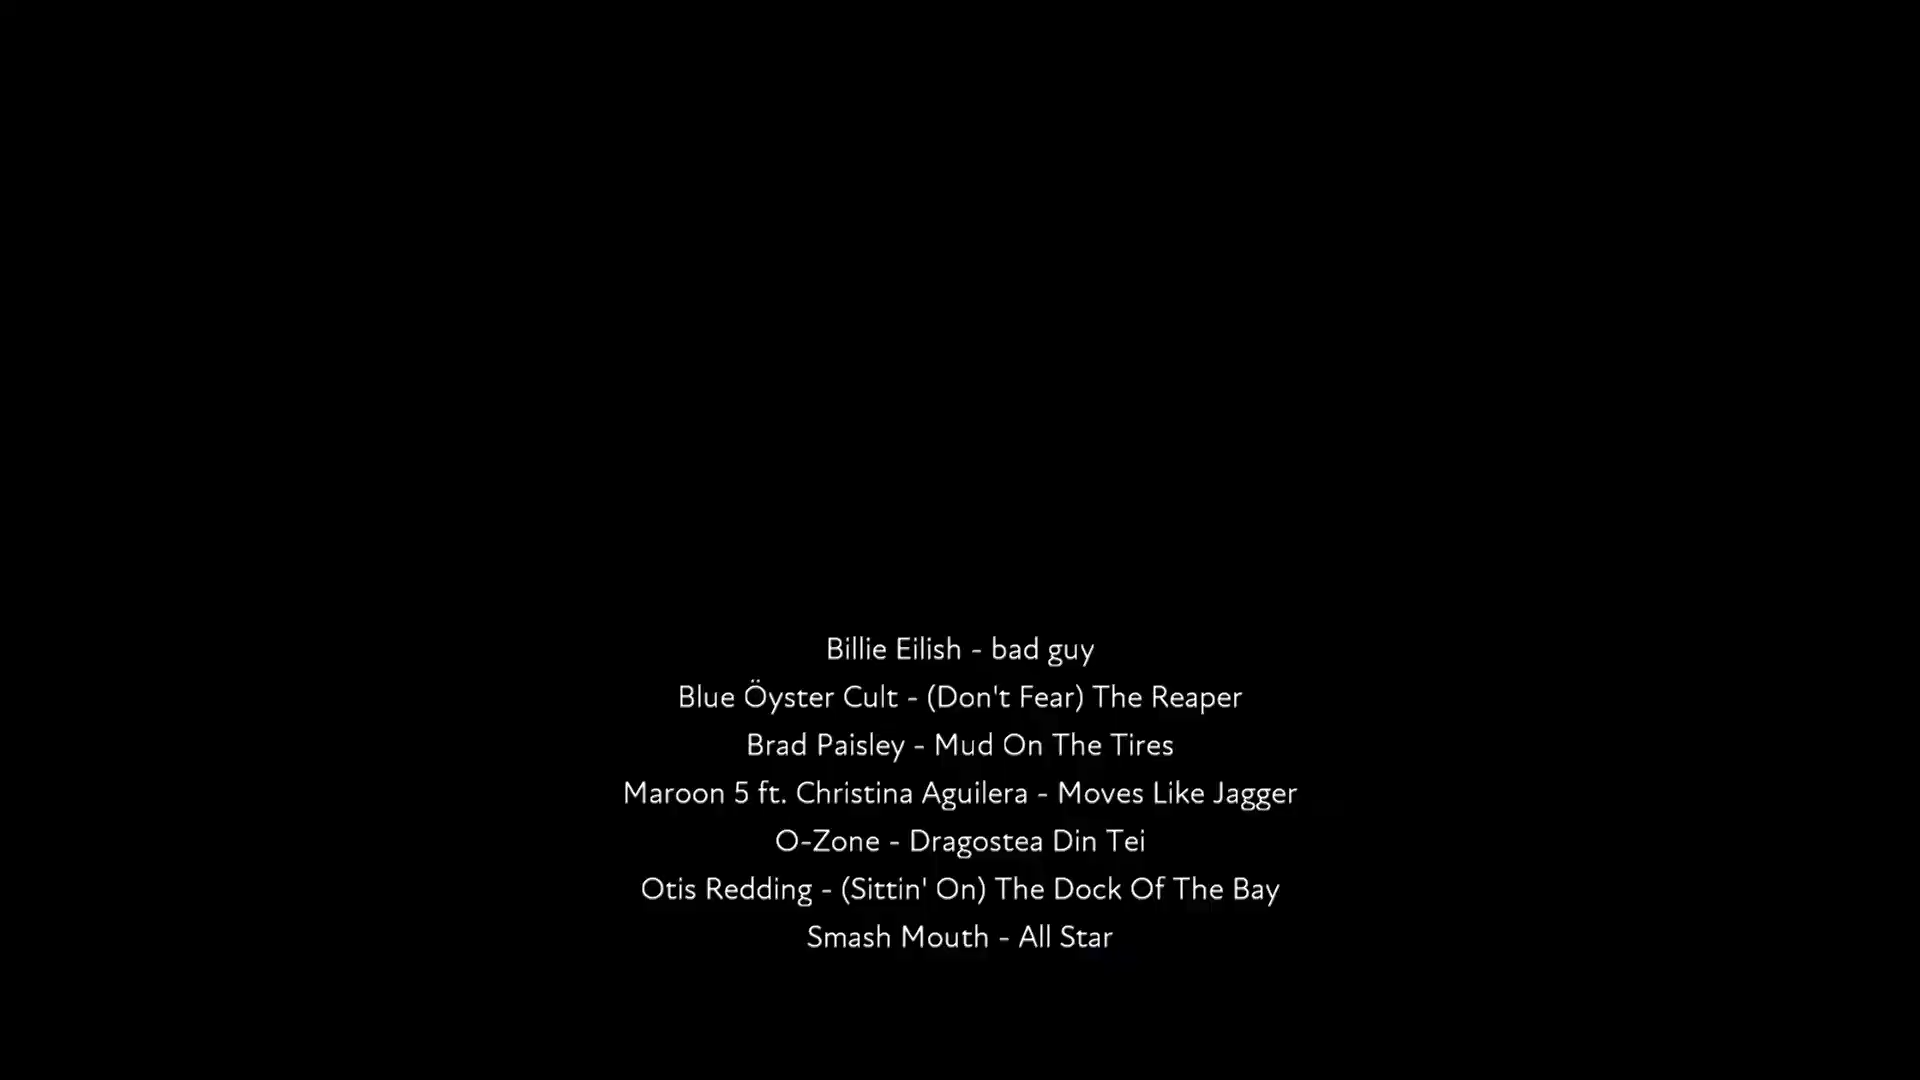 Billie Eilish - bad guy
Blue Öyster Cult - (Don't Fear) The Reaper
Brad Paisley - Mud On The Tires
Maroon 5 ft. Christina Aguilera - Moves Like Jagger
O-Zone - Dragostea Din Tei
Otis Redding - (Sittin' On) The Dock Of The Bay
Smash Mouth - All Star